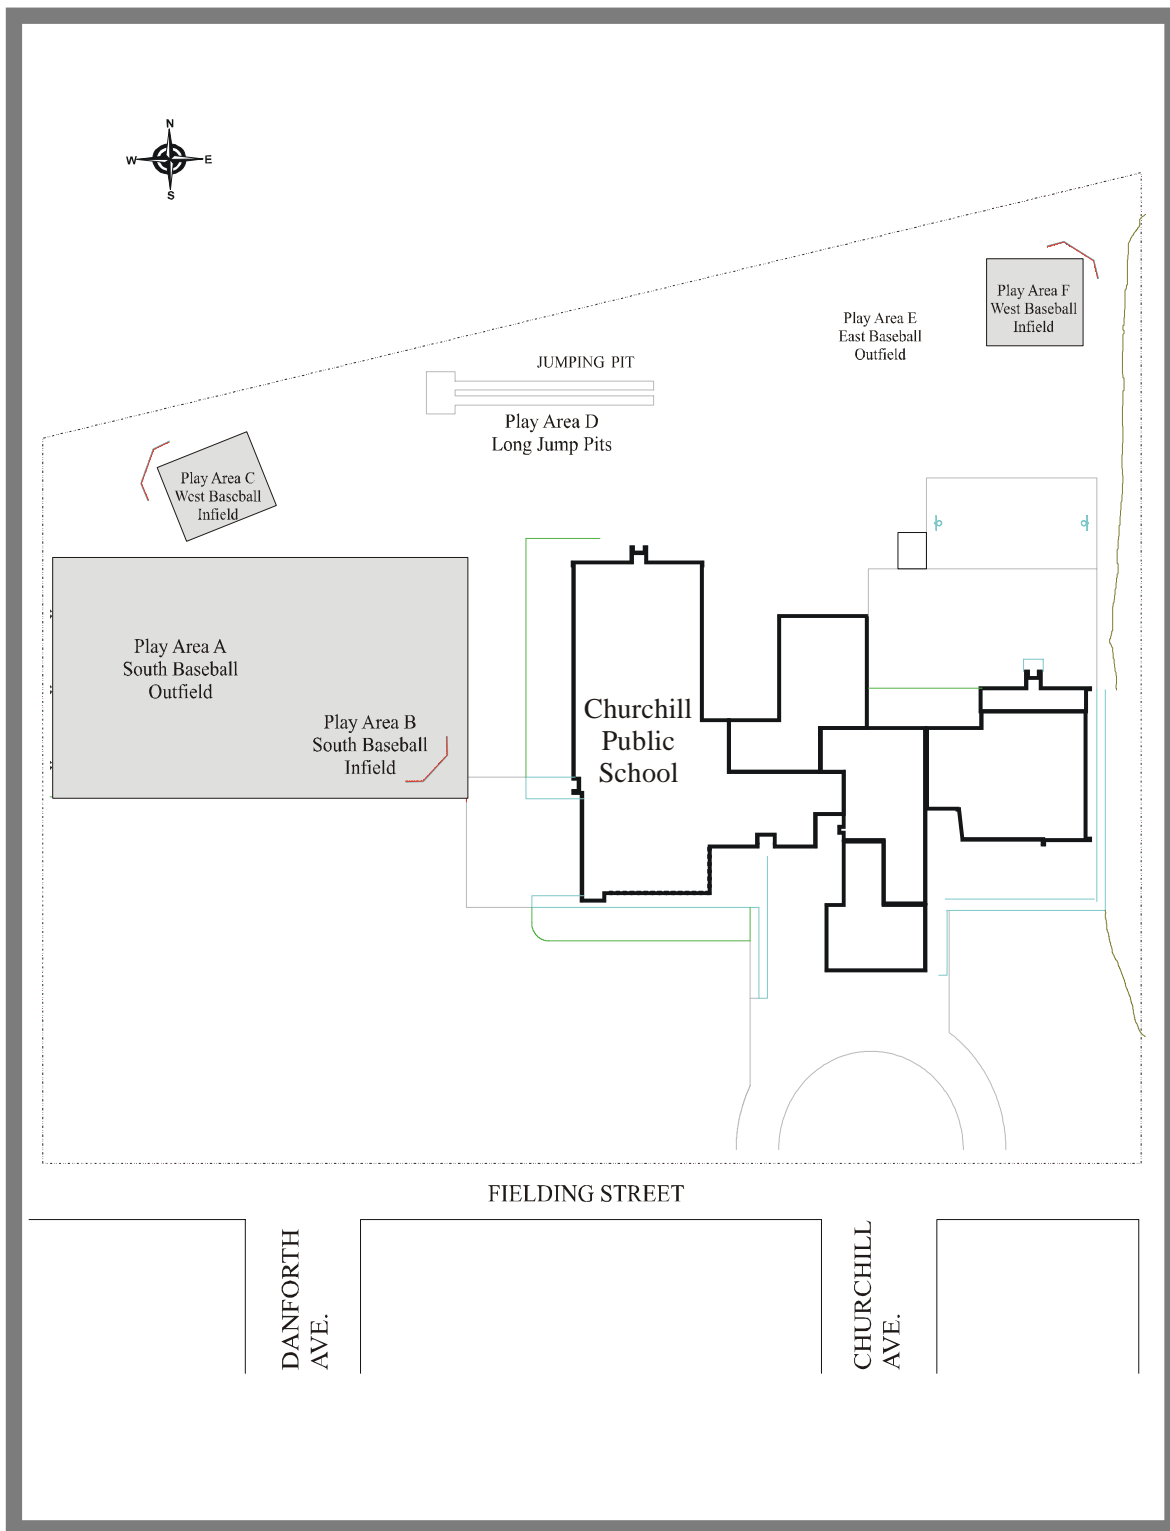 N
W E
S
Play Area F
West Baseball
Infield
Play Area E
East Baseball
Outfield
JUMPING PIT
Play Area D
Long Jump Pits
Play Area C
West Baseball
Infield
Play Area A
South Baseball
Outfield
Play Area B
South Baseball
Infield
Churchill
Public
School
FIELDING STREET
DANFORTH
AVE.
CHURCHILL
AVE.